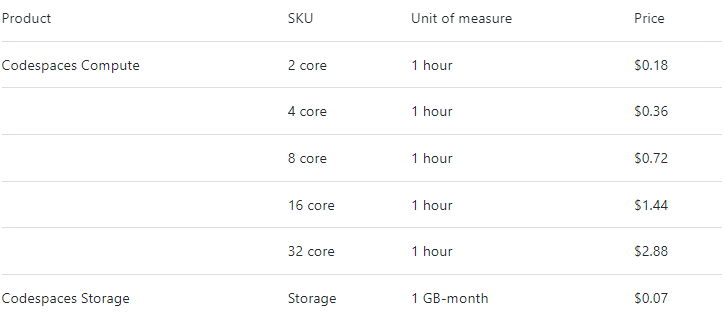 Product SKU Unit of measure Price
Codespaces Compute 2 core 1 hour $0.18
4 core 1 hour $0.36
8 core 1 hour $0.72
16 core 1 hour $1.44
32 core 1 hour $2.88
Codespaces Storage Storage 1 GB-month $0.07